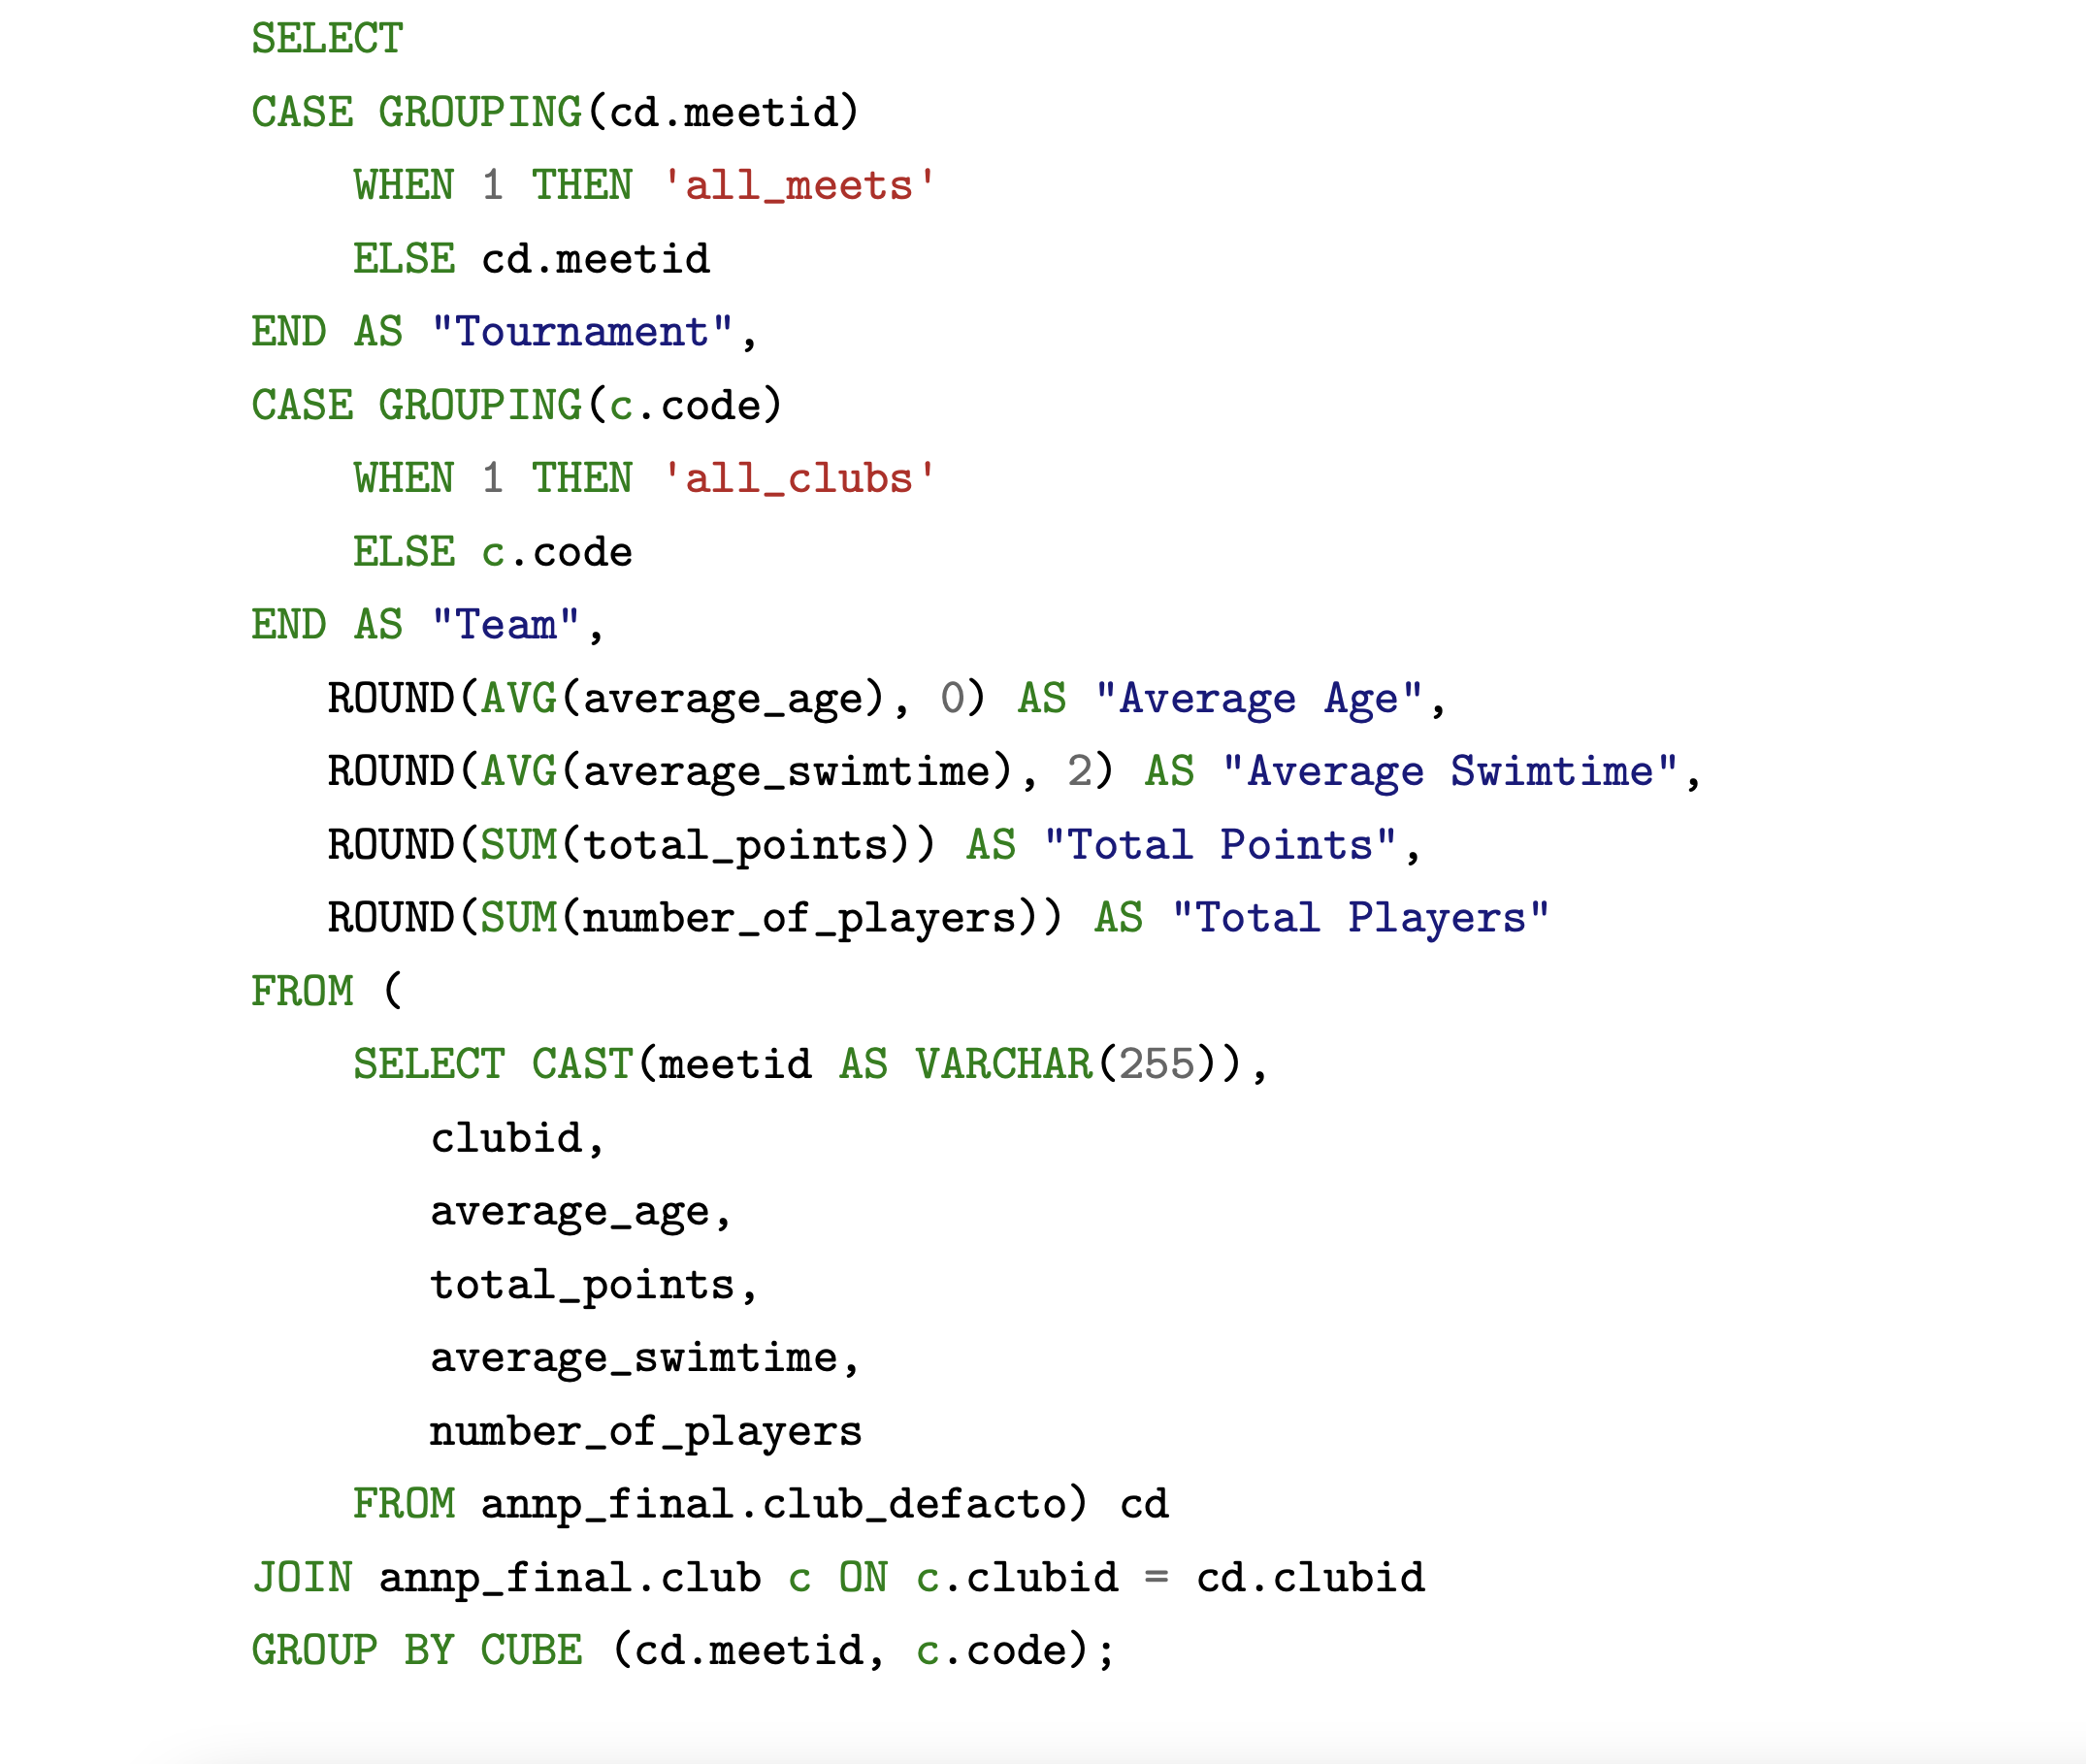 SELECT
CASE GROUPING(cd.meetid)
    WHEN 1 THEN 'all_meets'
    ELSE cd.meetid
END AS "Tournament",
CASE GROUPING(c.code)
    WHEN 1 THEN 'all_clubs'
    ELSE c.code
END AS "Team",
   ROUND(AVG(average_age), 0) AS "Average Age",
   ROUND(AVG(average_swimtime), 2) AS "Average Swimtime",
   ROUND(SUM(total_points)) AS "Total Points",
   ROUND(SUM(number_of_players)) AS "Total Players"
FROM (
    SELECT CAST(meetid AS VARCHAR(255)),
       clubid,
       average_age,
       total_points,
       average_swimtime,
       number_of_players
    FROM annp_final.club_defacto) cd
JOIN annp_final.club c ON c.clubid = cd.clubid
GROUP BY CUBE (cd.meetid, c.code);